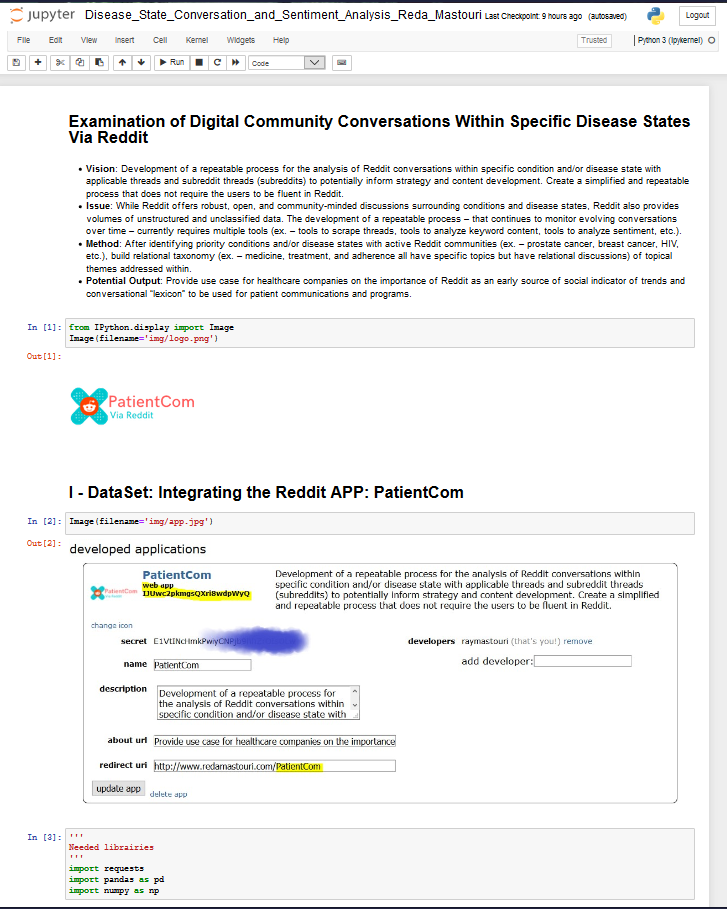 jupyter Disease_State_Conversation_and_Sentiment_Analysis_Reda_Mastouri Last Checkpoint: 9 hours ago (autosaved) Logout
File Edit View Insert Cell Kernel Widgets Help Trusted Python 3 (ipykernel)
Run Code
Examination of Digital Community Conversations Within Specific Disease States
Via Reddit
• Vision: Development of a repeatable process for the analysis of Reddit conversations within specific condition and/or disease state with
applicable threads and subreddit threads (subreddits) to potentially inform strategy and content development. Create a simplified and repeatable
process that does not require the users to be fluent in Reddit.
• Issue: While Reddit offers robust, open, and community-minded discussions surrounding conditions and disease states, Reddit also provides
volumes of unstructured and unclassified data. The development of a repeatable process – that continues to monitor evolving conversations
over time – currently requires multiple tools (ex. – tools to scrape threads, tools to analyze keyword content, tools to analyze sentiment, etc.).
• Method: After identifying priority conditions and/or disease states with active Reddit communities (ex. – prostate cancer, breast cancer, HIV,
etc.), build relational taxonomy (ex. – medicine, treatment, and adherence all have specific topics but have relational discussions) of topical
themes addressed within.
• Potential Output: Provide use case for healthcare companies on the importance of Reddit as an early source of social indicator of trends and
conversational "lexicon" to be used for patient communications and programs.
In [1]: from IPython.display import Image
Image(filename='img/logo.png')
Out[1]:
PatientCom
Via Reddit
I - DataSet: Integrating the Reddit APP: PatientCom
In [2]: Image(filename='img/app.jpg')
Out[2]:
developed applications
PatientCom
web app
IJUwc2pkmgsQXri8wdpWyQ
PatientCom
Via Reddit
Development of a repeatable process for the analysis of Reddit conversations within
specific condition and/or disease state with applicable threads and subreddit threads
(subreddits) to potentially inform strategy and content development. Create a simplified
and repeatable process that does not require the users to be fluent in Reddit.
change icon
secret E1VtINcHmkPwiyCNP
developers raymastouri (that's you!) remove
name PatientCom
add developer:
description Development of a repeatable process for
the analysis of Reddit conversations within
specific condition and/or disease state with
about url Provide use case for healthcare companies on the importance
redirect uri http://www.redamastouri.com/PatientCom
update app delete app
In [3]: '''
Needed librairies
'''
import requests
import pandas as pd
import numpy as np